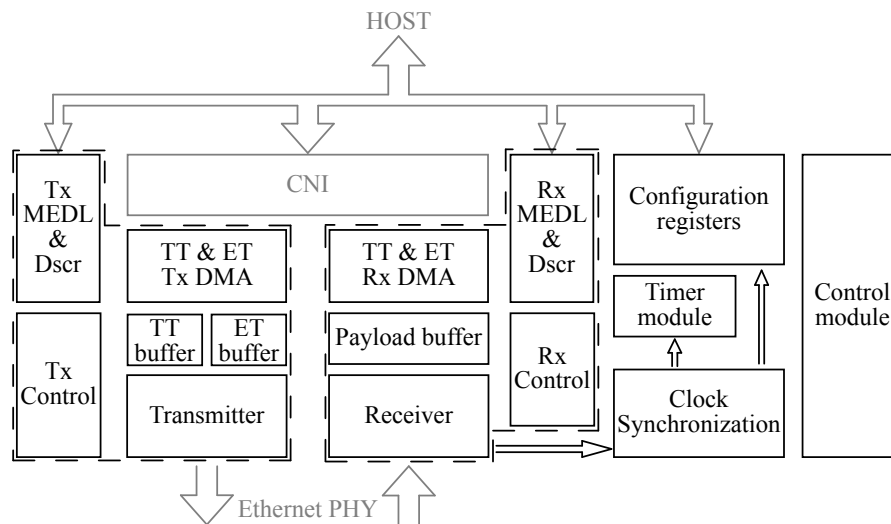 HOST
Tx
MEDL
&
Dscr
CNI
Rx
MEDL
&
Dscr
Configuration
registers
TT & ET
Tx DMA
TT & ET
Rx DMA
Timer
module
Control
module
TT
buffer
ET
buffer
Payload buffer
Tx
Control
Rx
Control
Transmitter
Receiver
Clock
Synchronization
Ethernet PHY